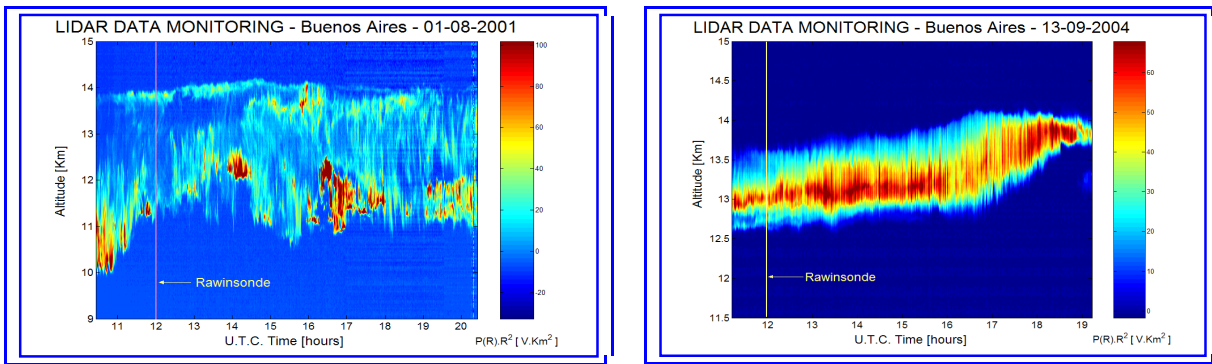 LIDAR DATA MONITORING - Buenos Aires - 01-08-2001
15
14
13
12
11
10
9
Altitude [Km]
100
80
60
40
20
0
-20
Rawinsonde
11 12 13 14 15 16 17 18 19 20
U.T.C. Time [hours]
P(R).R² [ V.Km² ]
LIDAR DATA MONITORING - Buenos Aires - 13-09-2004
15
14.5
14
13.5
13
12.5
12
11.5
Altitude [Km]
60
50
40
30
20
10
0
Rawinsonde
12 13 14 15 16 17 18 19
U.T.C. Time [hours]
P(R).R² [ V.Km² ]